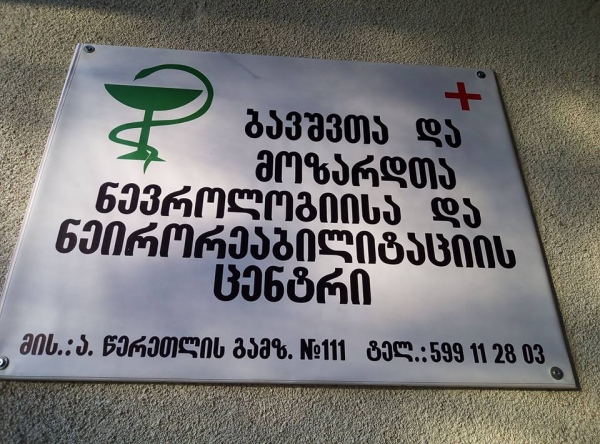 ბავშვთა და
მოზარდთა
ნევროლოგიისა და
ნეირორეაბილიტაციის
ცენტრი
მის.: ა. წერეთლის გამზ. №111 ტელ.: 599 11 28 03